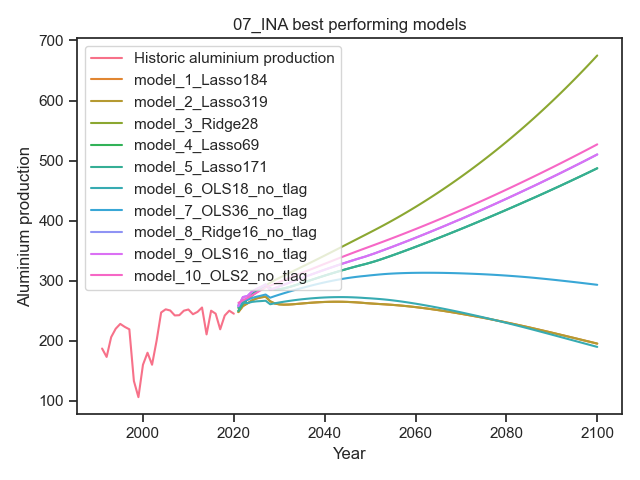 07_INA best performing models
Aluminium production
700
600
500
400
300
200
100
Historic aluminium production
model_1_Lasso184
model_2_Lasso319
model_3_Ridge28
model_4_Lasso69
model_5_Lasso171
model_6_OLS18_no_tlag
model_7_OLS36_no_tlag
model_8_Ridge16_no_tlag
model_9_OLS16_no_tlag
model_10_OLS2_no_tlag
2000
2020
2040
2060
2080
2100
Year